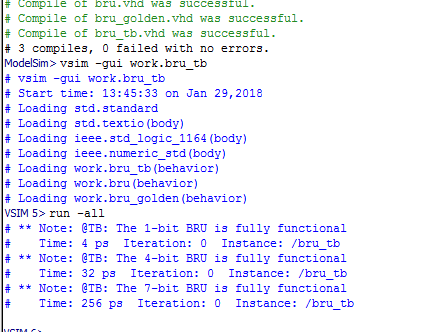 # Compile of bru.vhd was successful.
# Compile of bru_golden.vhd was successful.
# Compile of bru_tb.vhd was successful.
# 3 compiles, 0 failed with no errors.
ModelSim> vsim -gui work.bru_tb
# vsim -gui work.bru_tb
# Start time: 13:45:33 on Jan 29,2018
# Loading std.standard
# Loading std.textio(body)
# Loading ieee.std_logic_1164(body)
# Loading ieee.numeric_std(body)
# Loading work.bru_tb(behavior)
# Loading work.bru(behavior)
# Loading work.bru_golden(behavior)
VSIM 5> run -all
# ** Note: @TB: The 1-bit BRU is fully functional
#    Time: 4 ps  Iteration: 0  Instance: /bru_tb
# ** Note: @TB: The 4-bit BRU is fully functional
#    Time: 32 ps  Iteration: 0  Instance: /bru_tb
# ** Note: @TB: The 7-bit BRU is fully functional
#    Time: 256 ps  Iteration: 0  Instance: /bru_tb
VSIM 6>